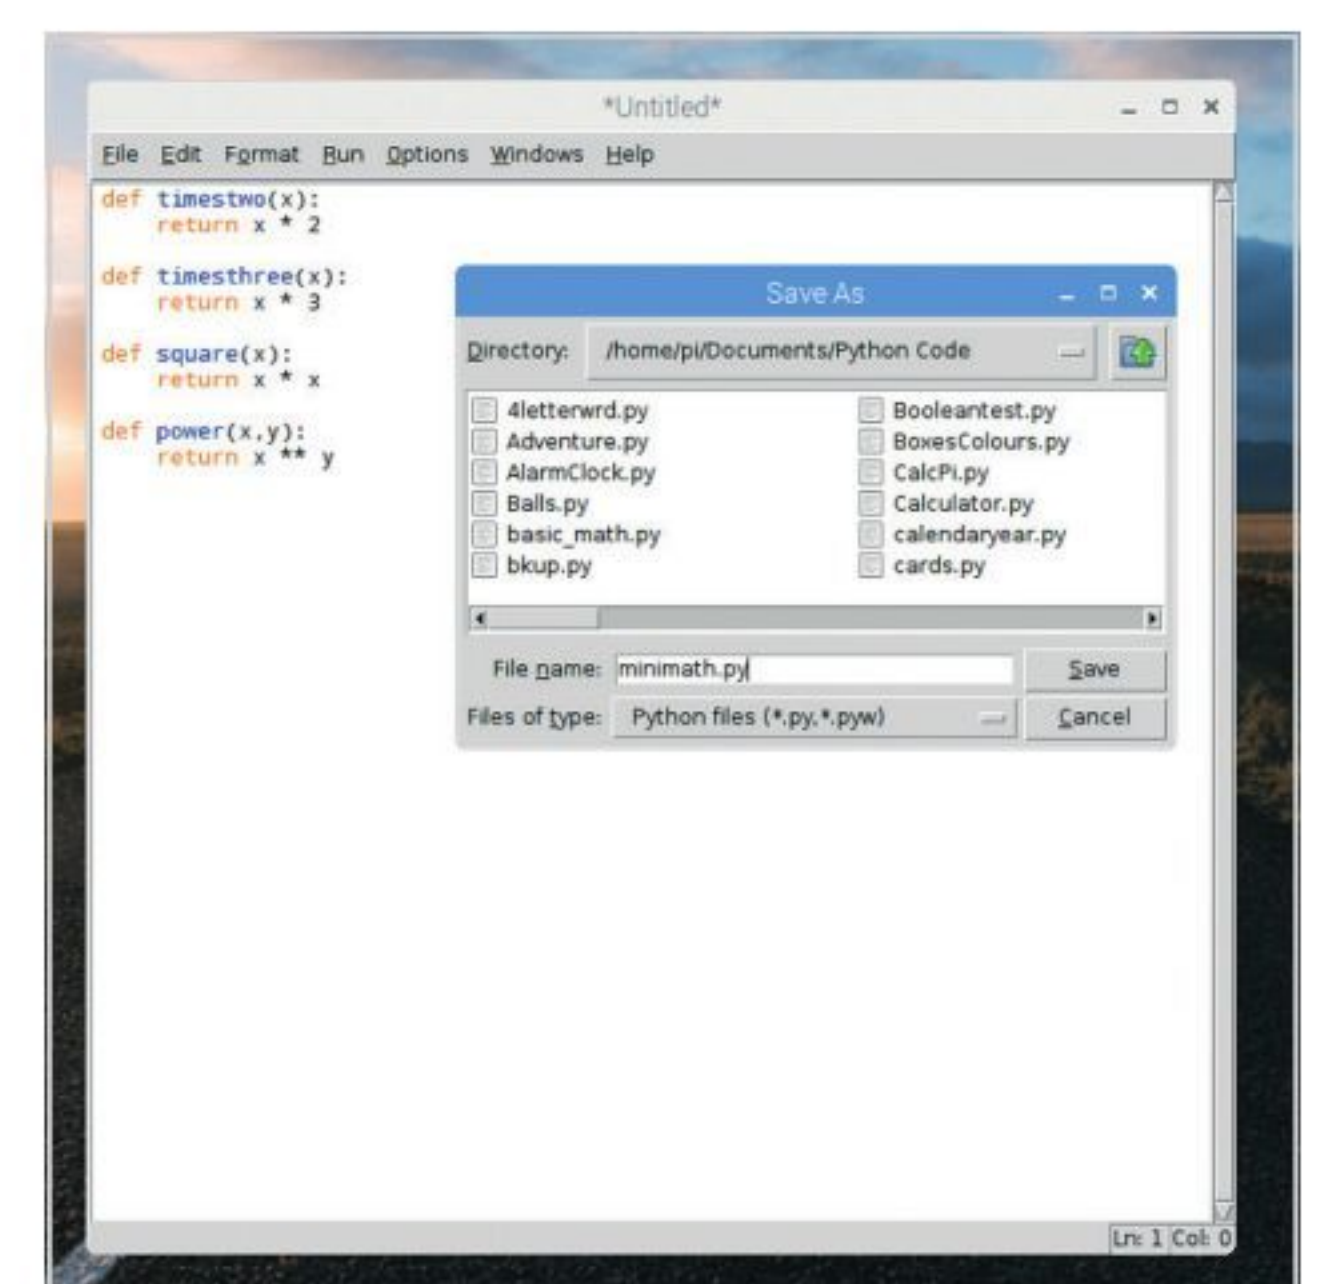 *Untitled*
File Edit Format Run Options Windows Help
def timestwo(x):
    return x * 2
def timesthree(x):
    return x * 3
def square(x):
    return x * x
def power(x,y):
    return x ** y
Save As
Directory: /home/pi/Documents/Python Code
4letterwrd.py
Adventure.py
AlarmClock.py
Balls.py
basic_math.py
bkup.py
Booleantest.py
BoxesColours.py
CalcPi.py
Calculator.py
calendaryear.py
cards.py
File name: minimath.py Save
Files of type: Python files (*.py,*.pyw) Cancel
Ln: 1 Col: 0